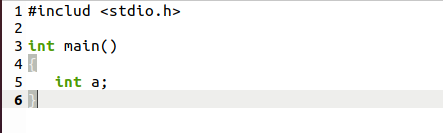 1 #includ <stdio.h>
2
3 int main()
4 {
5    int a;
6 }